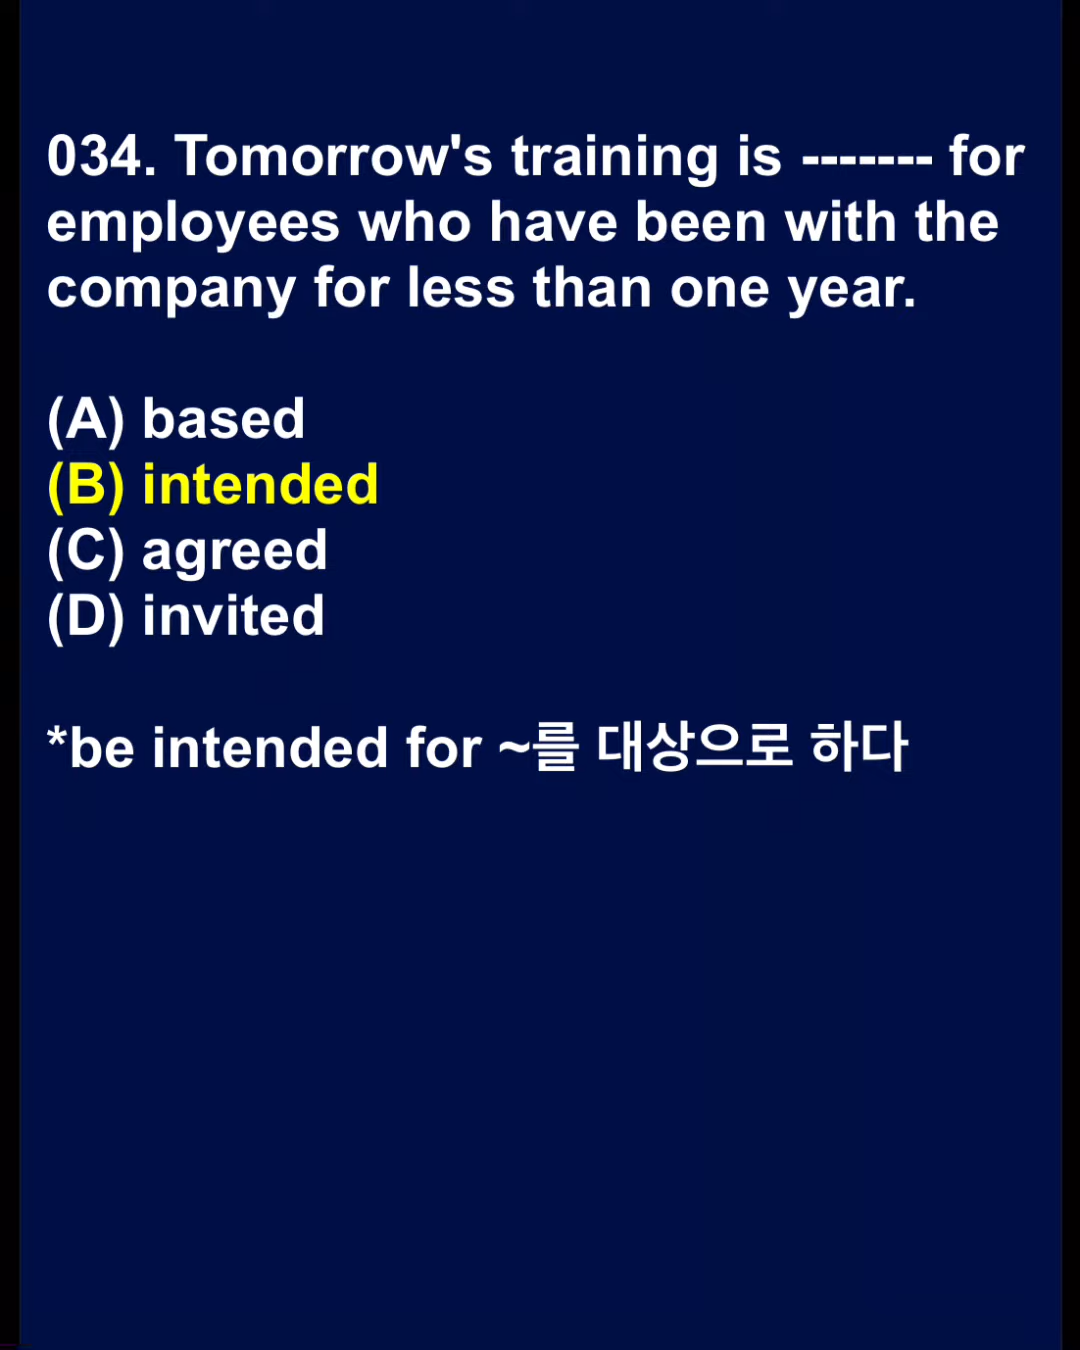 034. Tomorrow's training is ------- for
employees who have been with the
company for less than one year.
(A) based
(B) intended
(C) agreed
(D) invited
*be intended for ~를 대상으로 하다